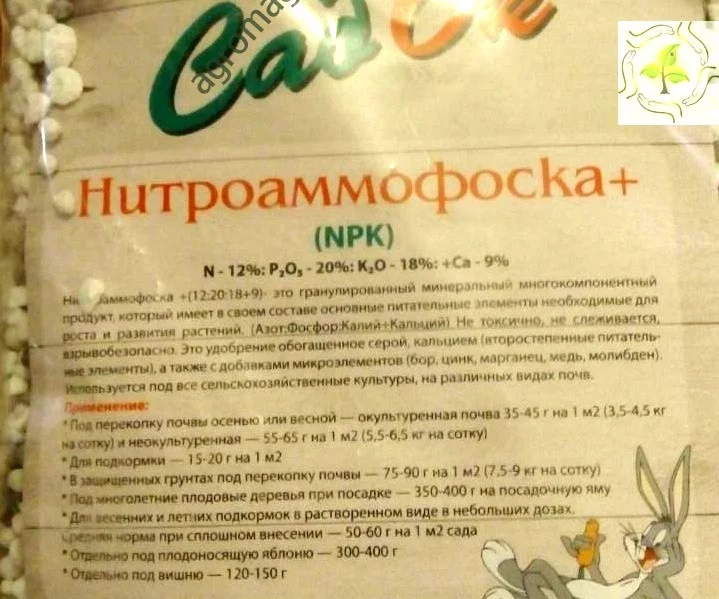 Сад Ок
agromag
Нитроаммофоска+
(NPK)
N - 12%: P₂O₅ - 20%: K₂O - 18%: +Ca - 9%
+(12:20:18+9)- это гранулированный минеральный многокомпонентный
продукт, который имеет в своем составе основные питательные элементы необходимые для
роста и развития растений. (Азот:Фосфор:Калий+Кальций) Не токсично, не слеживается,
взрывобезопасно. Это удобрение обогащенное серой, кальцием (второстепенные питатель-
ные элементы), а также с добавками микроэлементов (бор, цинк, марганец, медь, молибден).
Используется под все сельскохозяйственные культуры, на различных видах почв.
Применение:
*Под перекопку почвы осенью или весной — окультуренная почва 35-45 г на 1 м2 (3,5-4,5 кг
на сотку) и неокультуренная — 55-65 г на 1 м2 (5,5-6,5 кг на сотку)
*Для подкормки — 15-20 г на 1 м2
*В защищенных грунтах под перекопку почвы — 75-90 г на 1 м2 (7,5-9 кг на сотку)
*Под многолетние плодовые деревья при посадке — 350-400 г на посадочную яму
*Для весенних и летних подкормок в растворенном виде в небольших дозах.
Средняя норма при сплошном внесении — 50-60 г на 1 м2 сада
*Отдельно под плодоносящую яблоню — 300-400 г
*Отдельно под вишню — 120-150 г